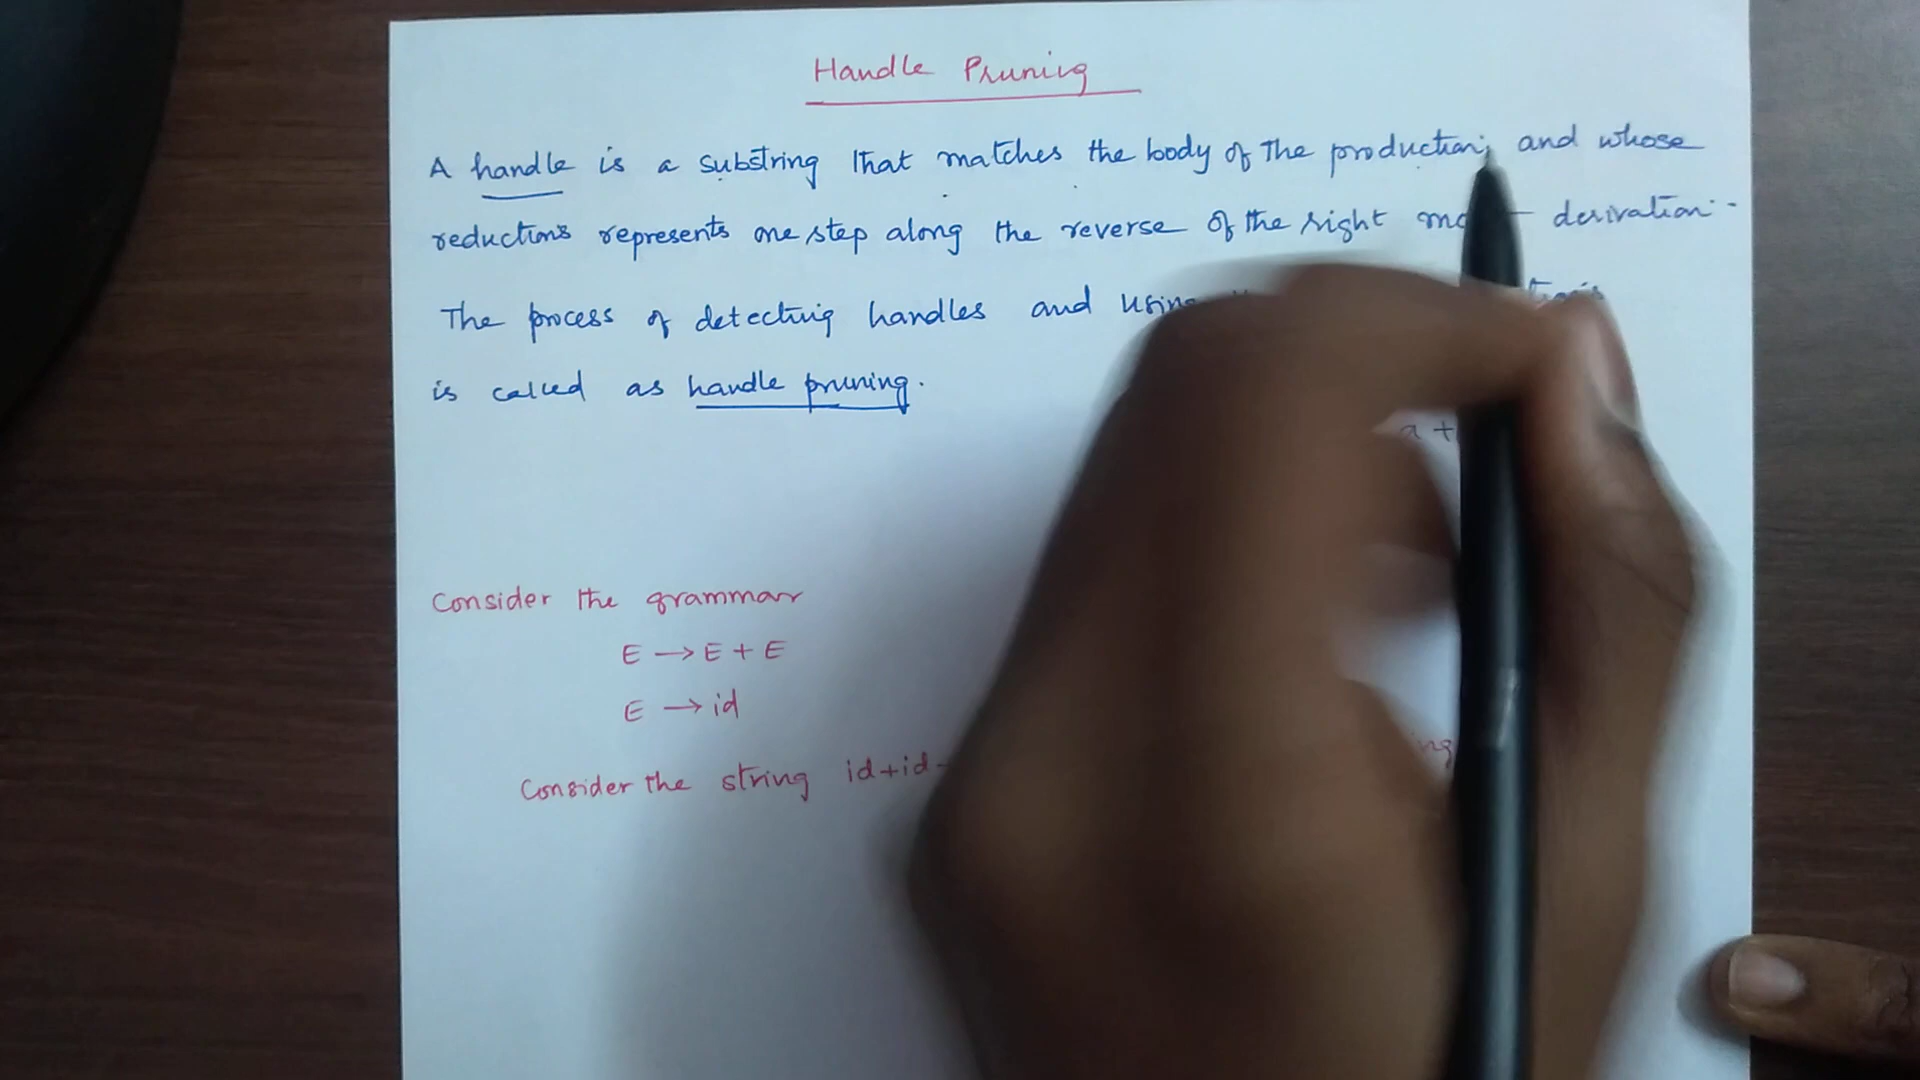 Handle Pruning
A handle is a substring that matches the body of the production; and whose
reductions represents one step along the reverse of the right derivation.
The process of detecting handles and using
is called as handle pruning.
a +
Consider the grammar
E → E + E
E → id
Consider the string id+id